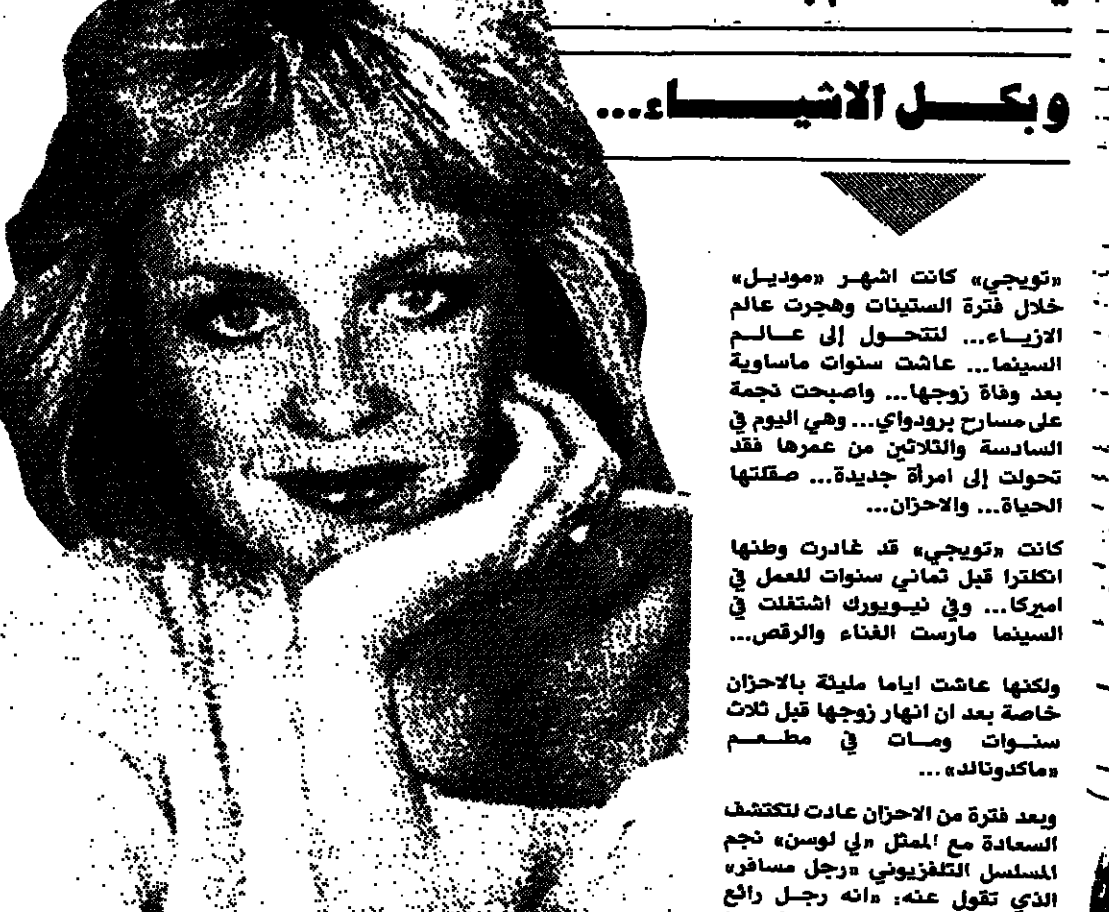 وبكل الاشياء...
«تويجي» كانت اشهر «موديل»
خلال فترة الستينات وهجرت عالم
الازياء... لتتحول إلى عالم
السينما... عاشت سنوات ماساوية
بعد وفاة زوجها... واصبحت نجمة
على مسارح برودواي... وهي اليوم في
السادسة والثلاثين من عمرها فقد
تحولت إلى امرأة جديدة... صقلتها
الحياة... والاحزان...
كانت «تويجي» قد غادرت وطنها
انكلترا قبل ثماني سنوات للعمل في
اميركا... وفي نيويورك اشتغلت في
السينما مارست الغناء والرقص...
ولكنها عاشت اياما مليئة بالاحزان
خاصة بعد ان انهار زوجها قبل ثلاث
سنوات ومات في مطعم
«ماكدونالد»...
وبعد فترة من الاحزان عادت لتكتشف
السعادة مع الممثل «لي لوسن» نجم
المسلسل التلفزيوني «رجل مسافر»
الذي تقول عنه: «انه رجل رائع